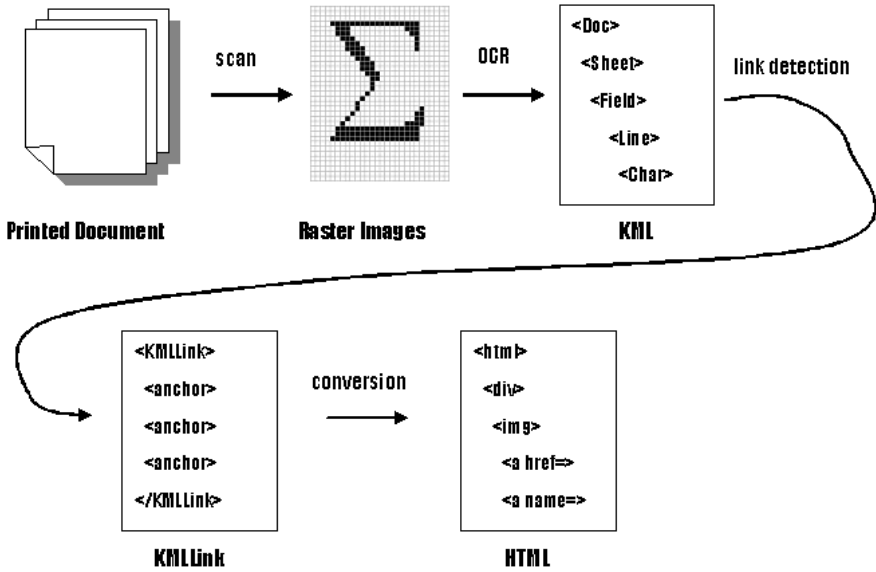 scan
OCR
link detection
<Doc>
<Sheet>
<Field>
<Line>
<Char>
Printed Document
Raster Images
KML
<KMLLink>
<anchor>
<anchor>
<anchor>
</KMLLink>
conversion
<html>
<div>
<img>
<a href=>
<a name=>
KMLLink
HTML